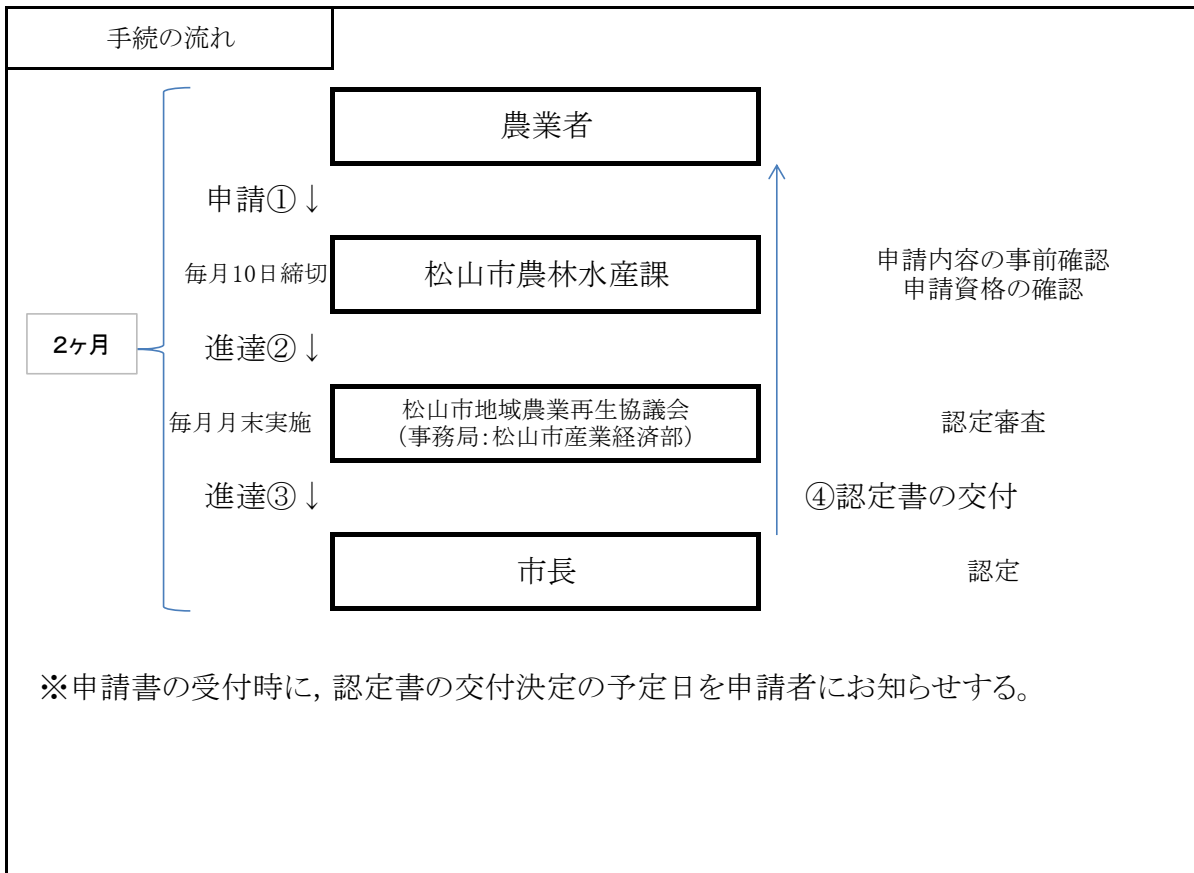 手続の流れ
農業者
申請①↓
毎月10日締切
松山市農林水産課
申請内容の事前確認
申請資格の確認
2ヶ月
進達②↓
毎月月末実施
松山市地域農業再生協議会
(事務局:松山市産業経済部)
認定審査
進達③↓
④認定書の交付
市長
認定
※申請書の受付時に,認定書の交付決定の予定日を申請者にお知らせする。